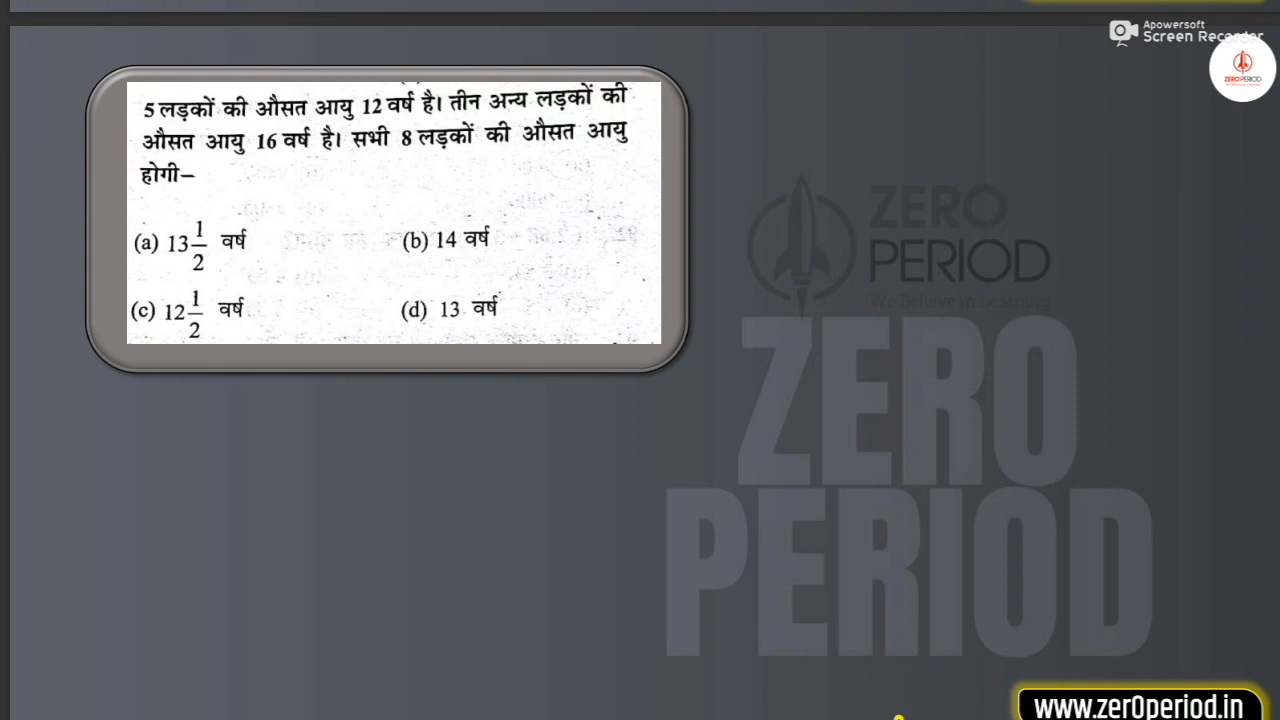 Apowersoft
Screen Recorder
ZEROPERIOD
5 लड़कों की औसत आयु 12 वर्ष है। तीन अन्य लड़कों की
औसत आयु 16 वर्ष है। सभी 8 लड़कों की औसत आयु
होगी–
(a) 13 1/2 वर्ष (b) 14 वर्ष
(c) 12 1/2 वर्ष (d) 13 वर्ष
ZERO
PERIOD
We Believe in Learning
ZERO
PERIOD
www.zer0period.in